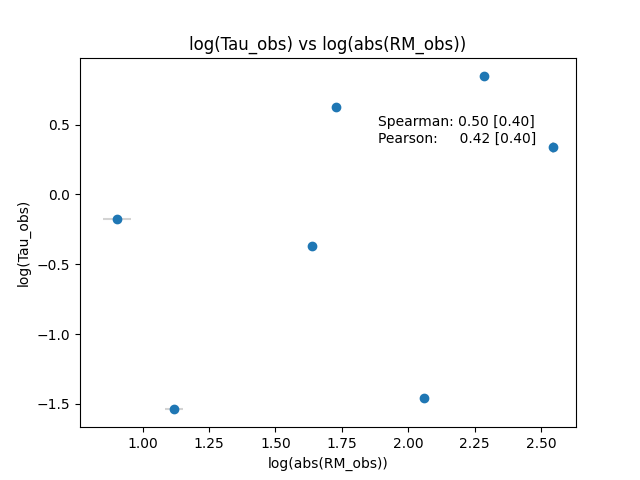 log(Tau_obs) vs log(abs(RM_obs))
Spearman: 0.50 [0.40]
Pearson: 0.42 [0.40]
0.5
0.0
−0.5
−1.0
−1.5
log(Tau_obs)
1.00 1.25 1.50 1.75 2.00 2.25 2.50
log(abs(RM_obs))